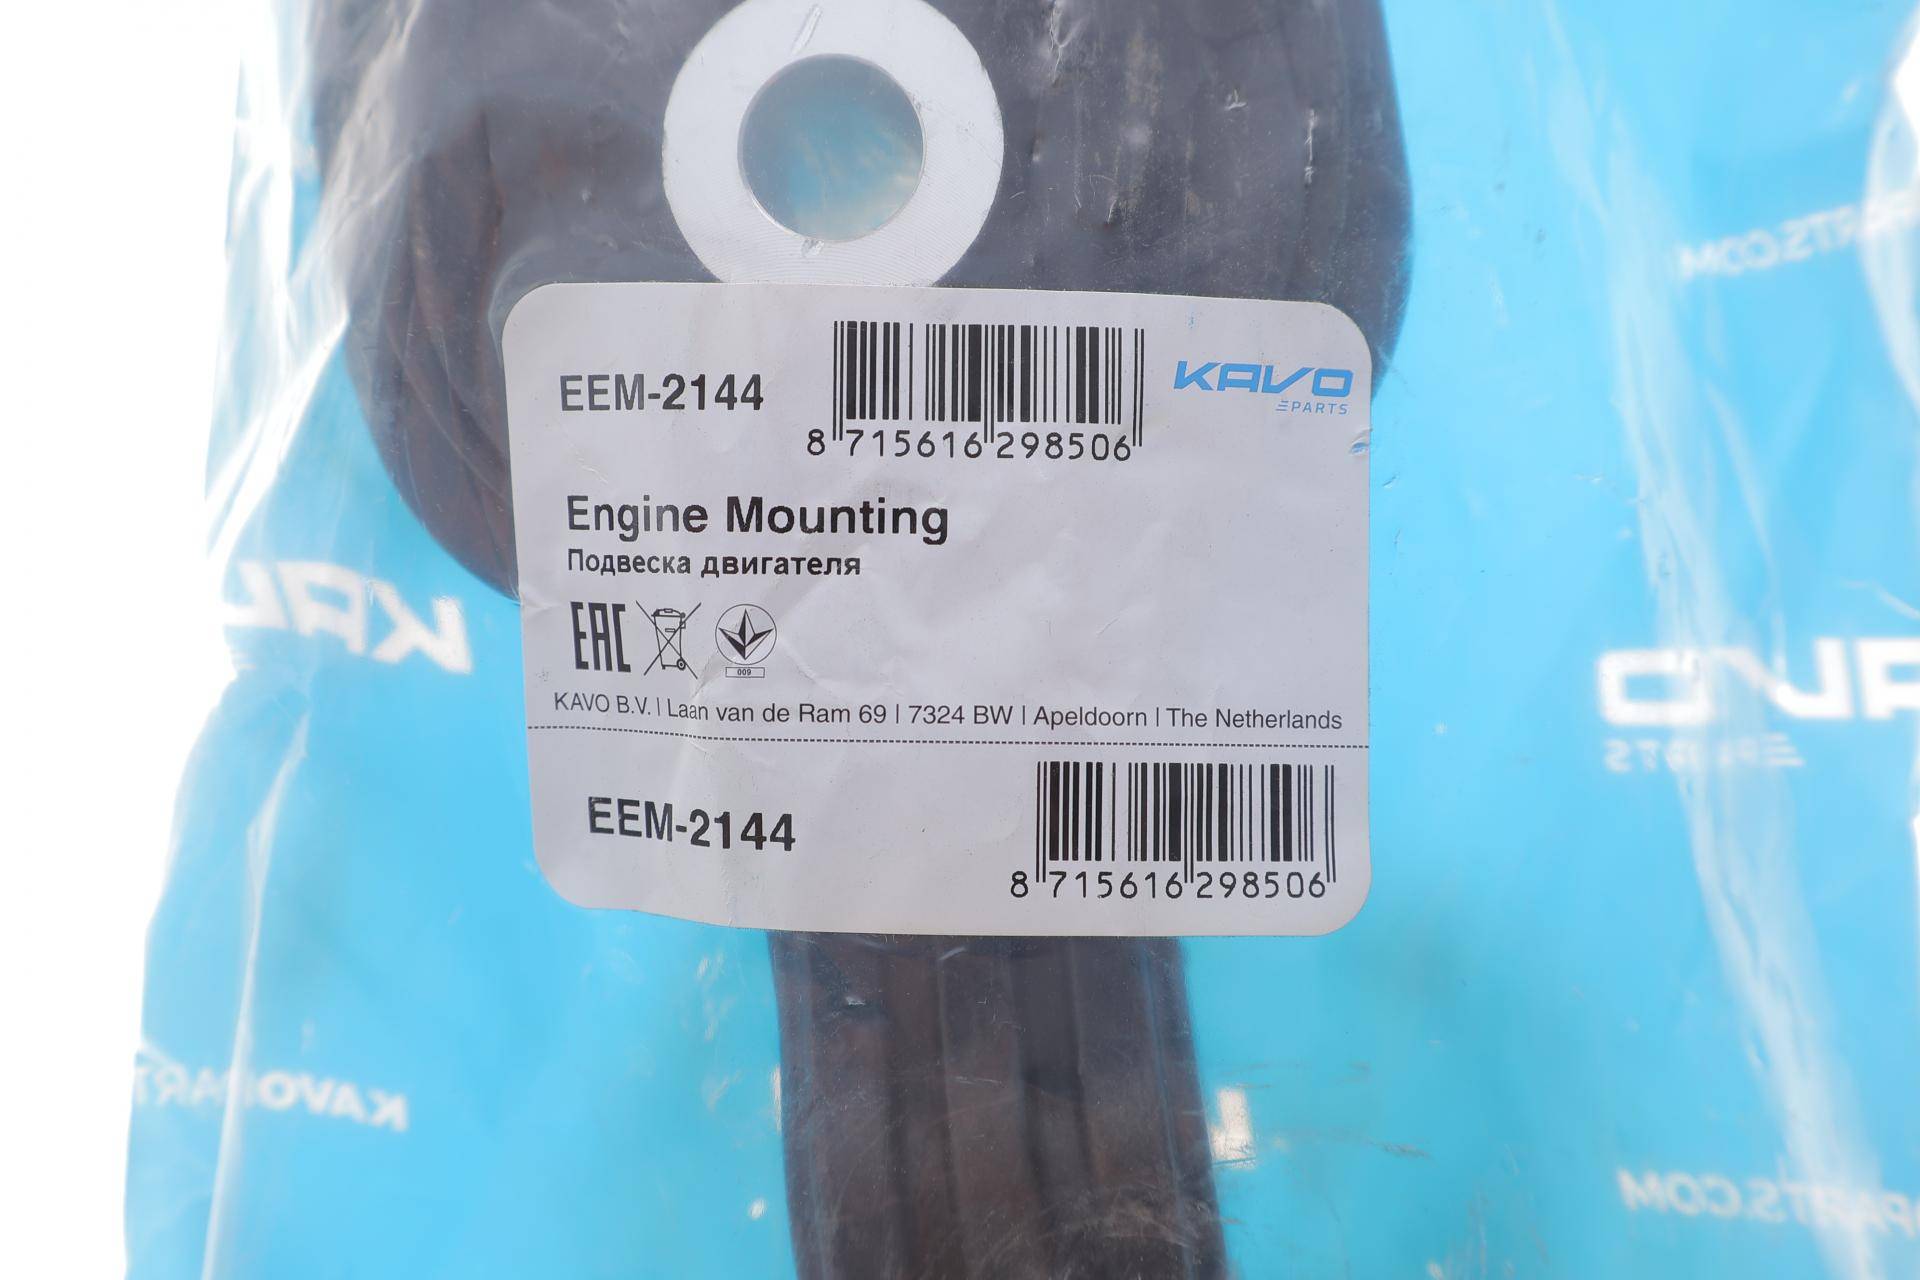 EEM-2144
8 715616 298506
KAVO
PARTS
Engine Mounting
Подвеска двигателя
EAC
009
KAVO B.V. | Laan van de Ram 69 | 7324 BW | Apeldoorn | The Netherlands
EEM-2144
8 715616 298506